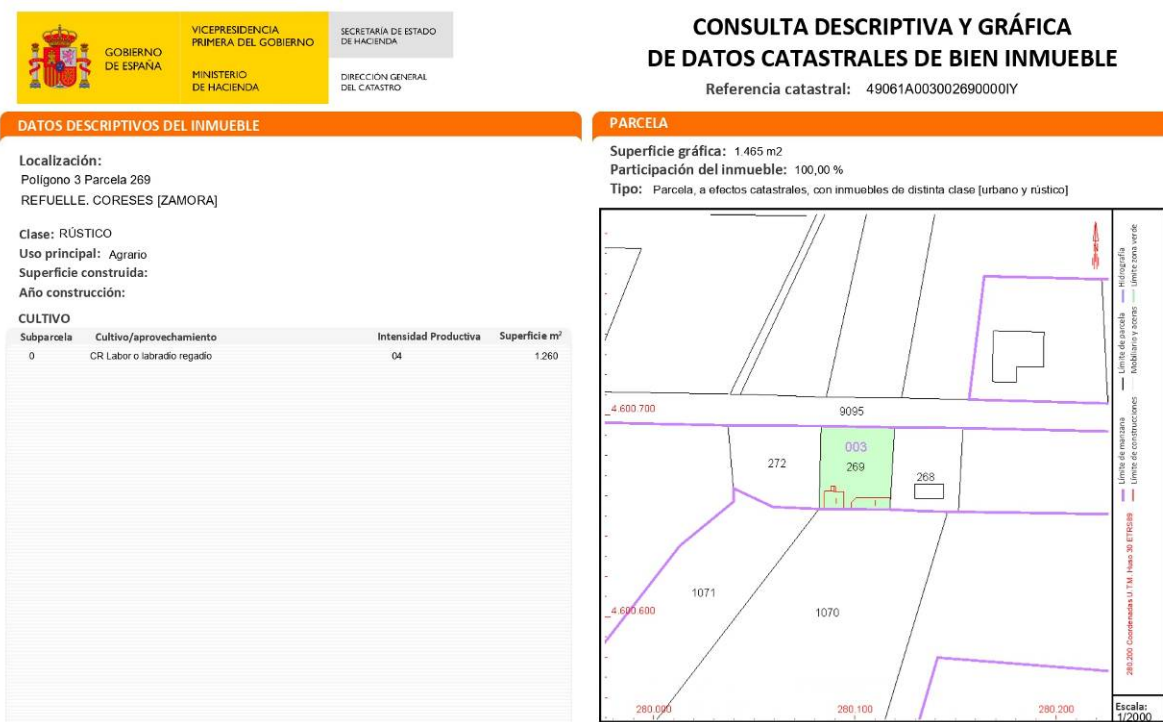 GOBIERNO
DE ESPAÑA
VICEPRESIDENCIA
PRIMERA DEL GOBIERNO
MINISTERIO
DE HACIENDA
SECRETARÍA DE ESTADO
DE HACIENDA
DIRECCIÓN GENERAL
DEL CATASTRO
CONSULTA DESCRIPTIVA Y GRÁFICA
DE DATOS CATASTRALES DE BIEN INMUEBLE
Referencia catastral: 49061A003002690000IY
DATOS DESCRIPTIVOS DEL INMUEBLE
Localización:
Polígono 3 Parcela 269
REFUELLE. CORESES [ZAMORA]
Clase: RÚSTICO
Uso principal: Agrario
Superficie construida:
Año construcción:
CULTIVO
Subparcela Cultivo/aprovechamiento Intensidad Productiva Superficie m²
0 CR Labor o labradío regadío 04 1.260
PARCELA
Superficie gráfica: 1.465 m2
Participación del inmueble: 100,00 %
Tipo: Parcela, a efectos catastrales, con inmuebles de distinta clase [urbano y rústico]
4.600.700
9095
003
272
269
268
I
I
1071
4.600.600
1070
280.000
280.100
280.200
Hidrografía
Límite zona verde
Límite de parcela
Mobiliario y aceras
Límite de manzana
Límite de construcciones
280.200 Coordenadas U.T.M. Huso 30 ETRS89
Escala:
1/2000